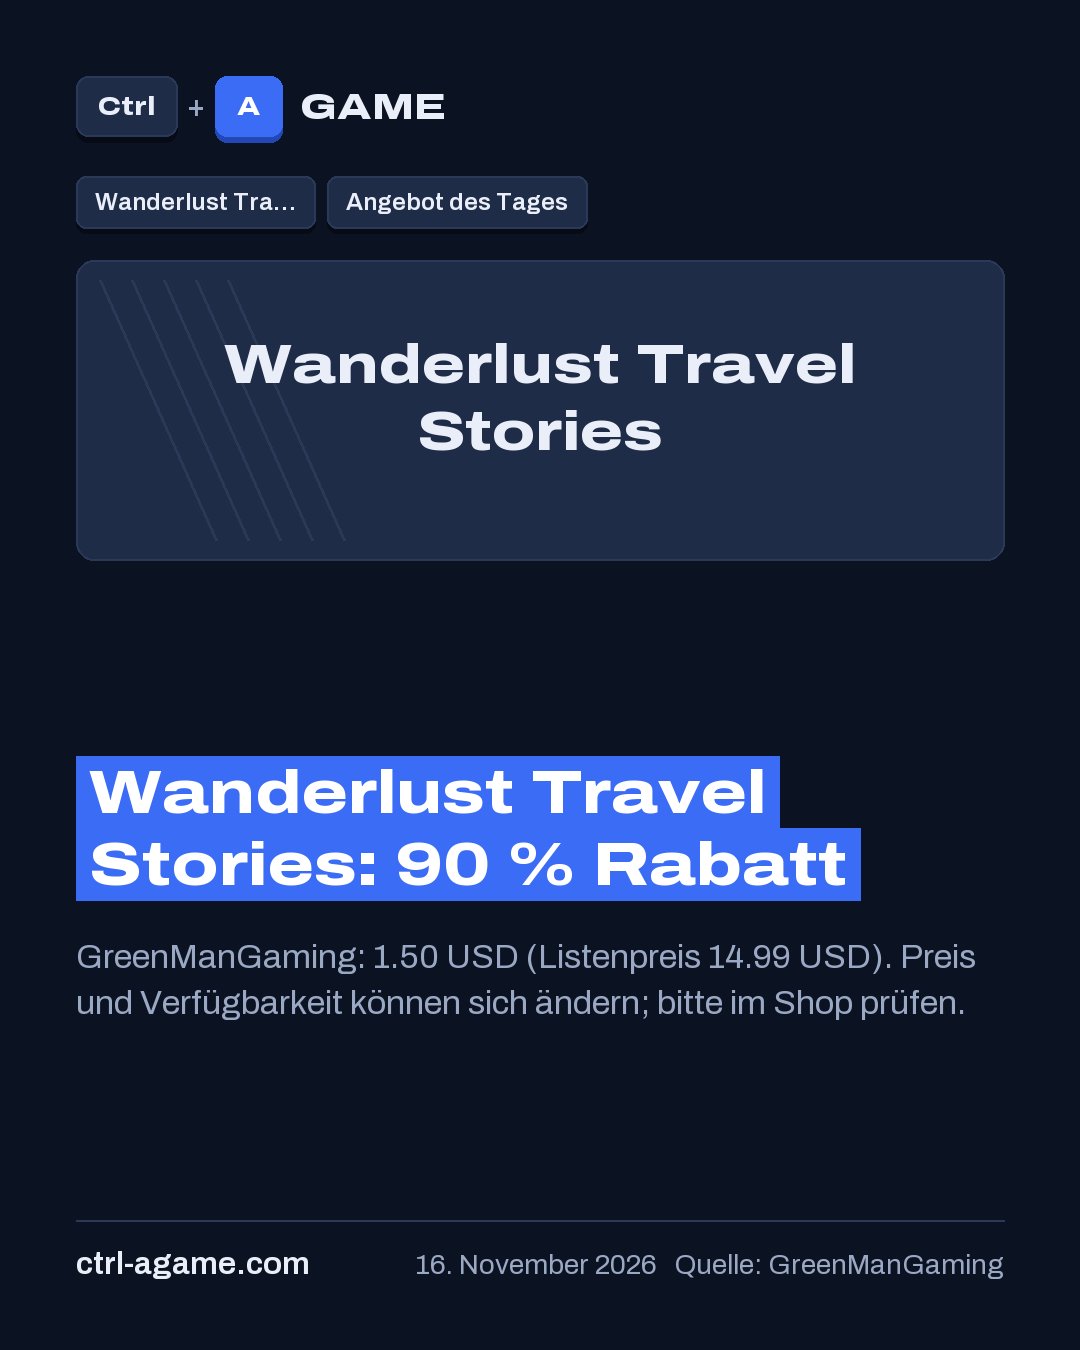 Ctrl + A GAME
Wanderlust Tra... Angebot des Tages
Wanderlust Travel
Stories
Wanderlust Travel
Stories: 90 % Rabatt
GreenManGaming: 1.50 USD (Listenpreis 14.99 USD). Preis
und Verfügbarkeit können sich ändern; bitte im Shop prüfen.
ctrl-agame.com 16. November 2026 Quelle: GreenManGaming